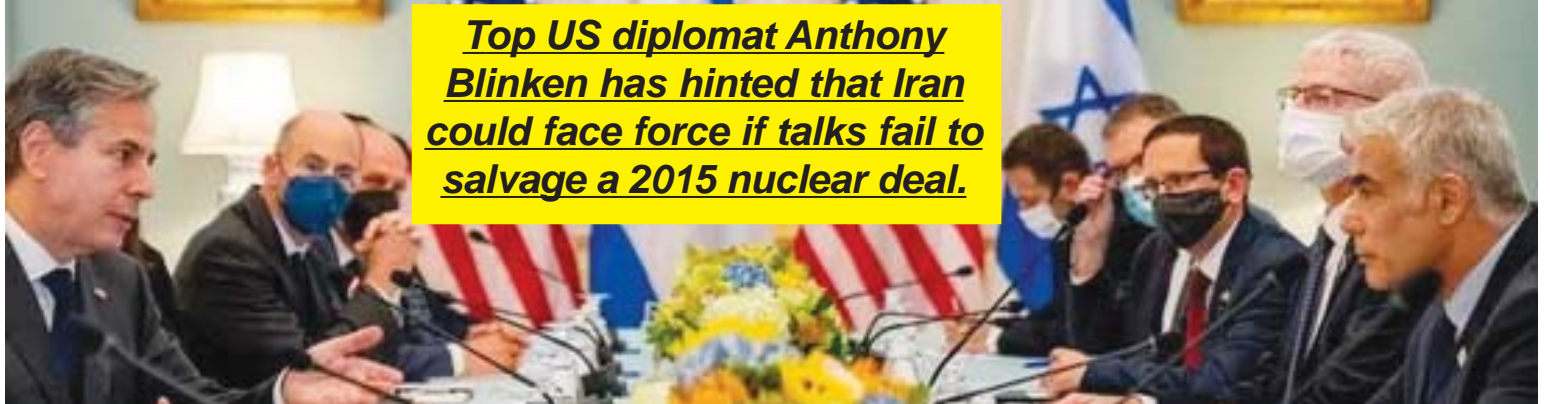 Top US diplomat Anthony
Blinken has hinted that Iran
could face force if talks fail to
salvage a 2015 nuclear deal.